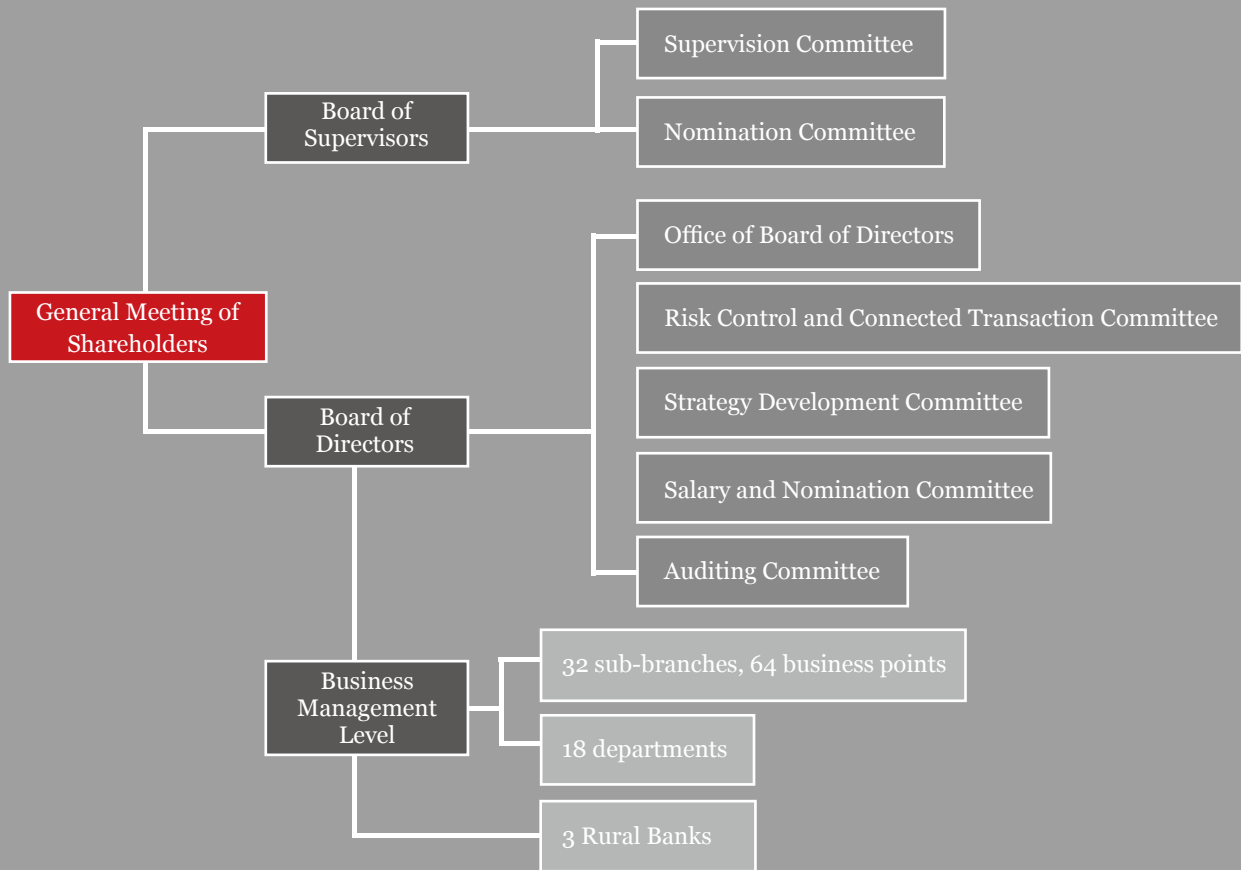 Supervision Committee
Board of
Supervisors
Nomination Committee
Office of Board of Directors
General Meeting of
Shareholders
Risk Control and Connected Transaction Committee
Board of
Directors
Strategy Development Committee
Salary and Nomination Committee
Auditing Committee
Business
Management
Level
32 sub-branches, 64 business points
18 departments
3 Rural Banks